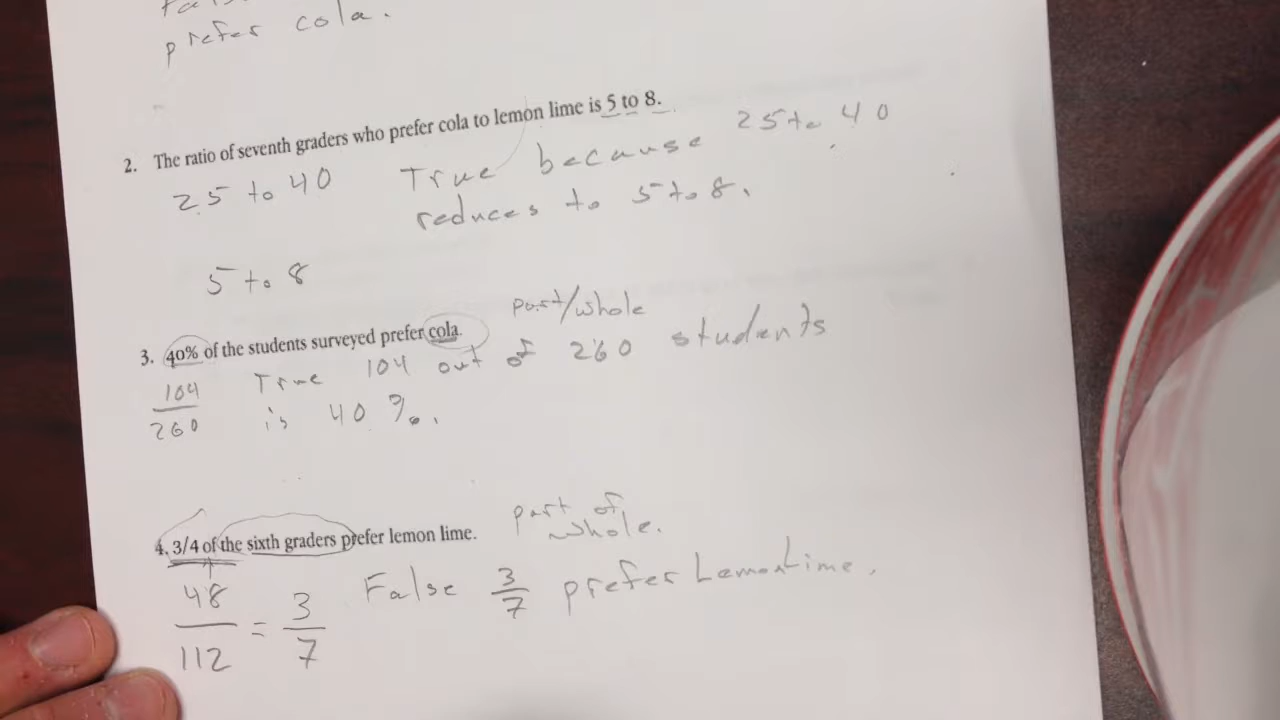 prefer cola.
2. The ratio of seventh graders who prefer cola to lemon lime is 5 to 8.
25 to 40 True because 25 to 40
reduces to 5 to 8.
5 to 8
part/whole
3. 40% of the students surveyed prefer cola.
104/260 True 104 out of 260 students
is 40%.
part of
whole.
4. 3/4 of the sixth graders prefer lemon lime.
48/112 = 3/7 False 3/7 prefer Lemon lime.